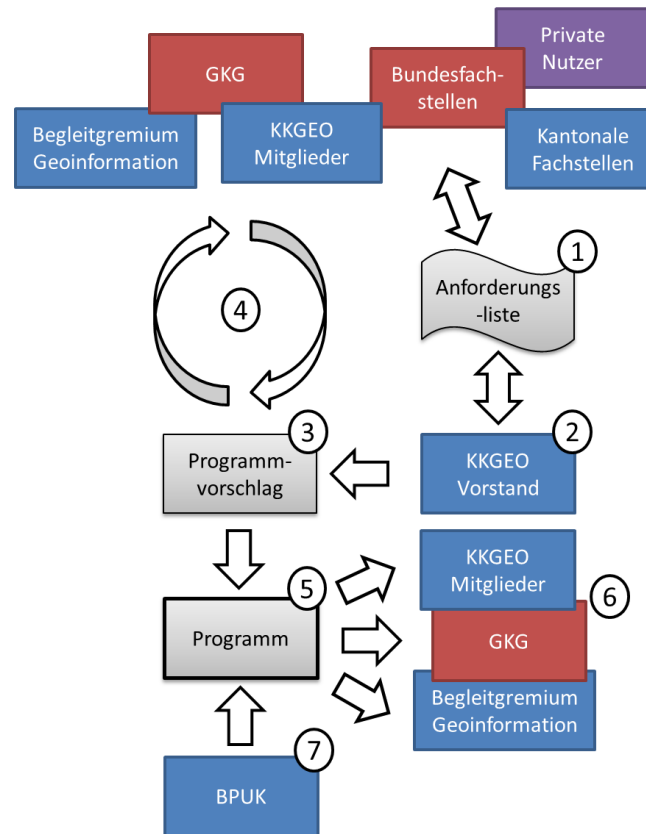 Private
Nutzer
GKG
Bundesfach-
stellen
Begleitgremium
Geoinformation
KKGEO
Mitglieder
Kantonale
Fachstellen
1
Anforderungs
-liste
4
2
KKGEO
Vorstand
3
Programm-
vorschlag
KKGEO
Mitglieder
5
Programm
6
GKG
Begleitgremium
Geoinformation
7
BPUK